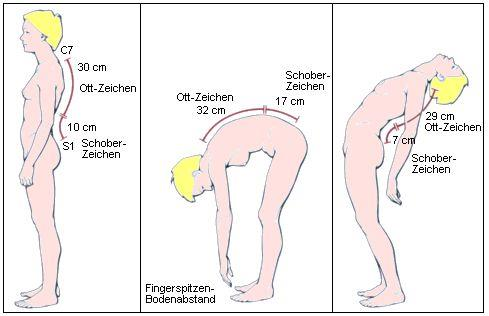 C7
30 cm
Ott-Zeichen
10 cm
S1 Schober-
Zeichen
Schober-
Zeichen
Ott-Zeichen
32 cm
17 cm
Fingerspitzen-
Bodenabstand
29 cm
Ott-Zeichen
7 cm
Schober-
Zeichen